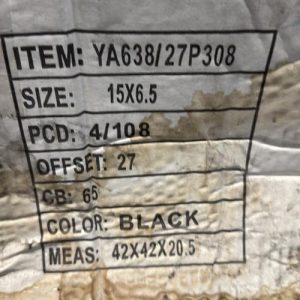 ITEM: YA638/27P308
SIZE: 15X6.5
PCD: 4/108
OFFSET: 27
CB: 65
COLOR: BLACK
MEAS: 42X42X20.5